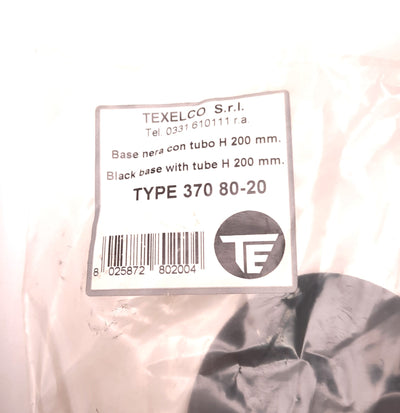 TEXELCO S.r.l.
Tel. 0331 610111 r.a.
Base nera con tubo H 200 mm.
Black base with tube H 200 mm.
TYPE 370 80-20
8 025872 802004
TE